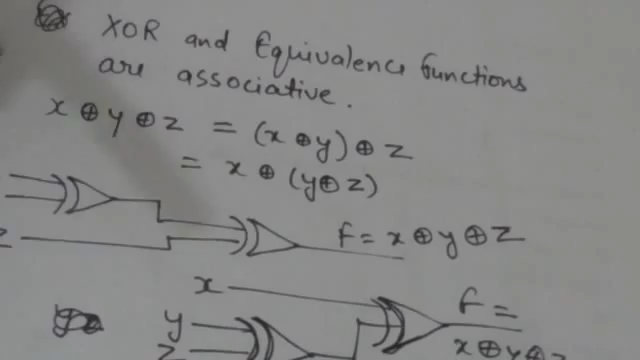 XOR and Equivalence functions
are associative.
x ⊕ y ⊕ z = (x ⊕ y) ⊕ z
= x ⊕ (y ⊕ z)
z
F = x ⊕ y ⊕ z
x
F =
y
x ⊕ y ⊕ z
z